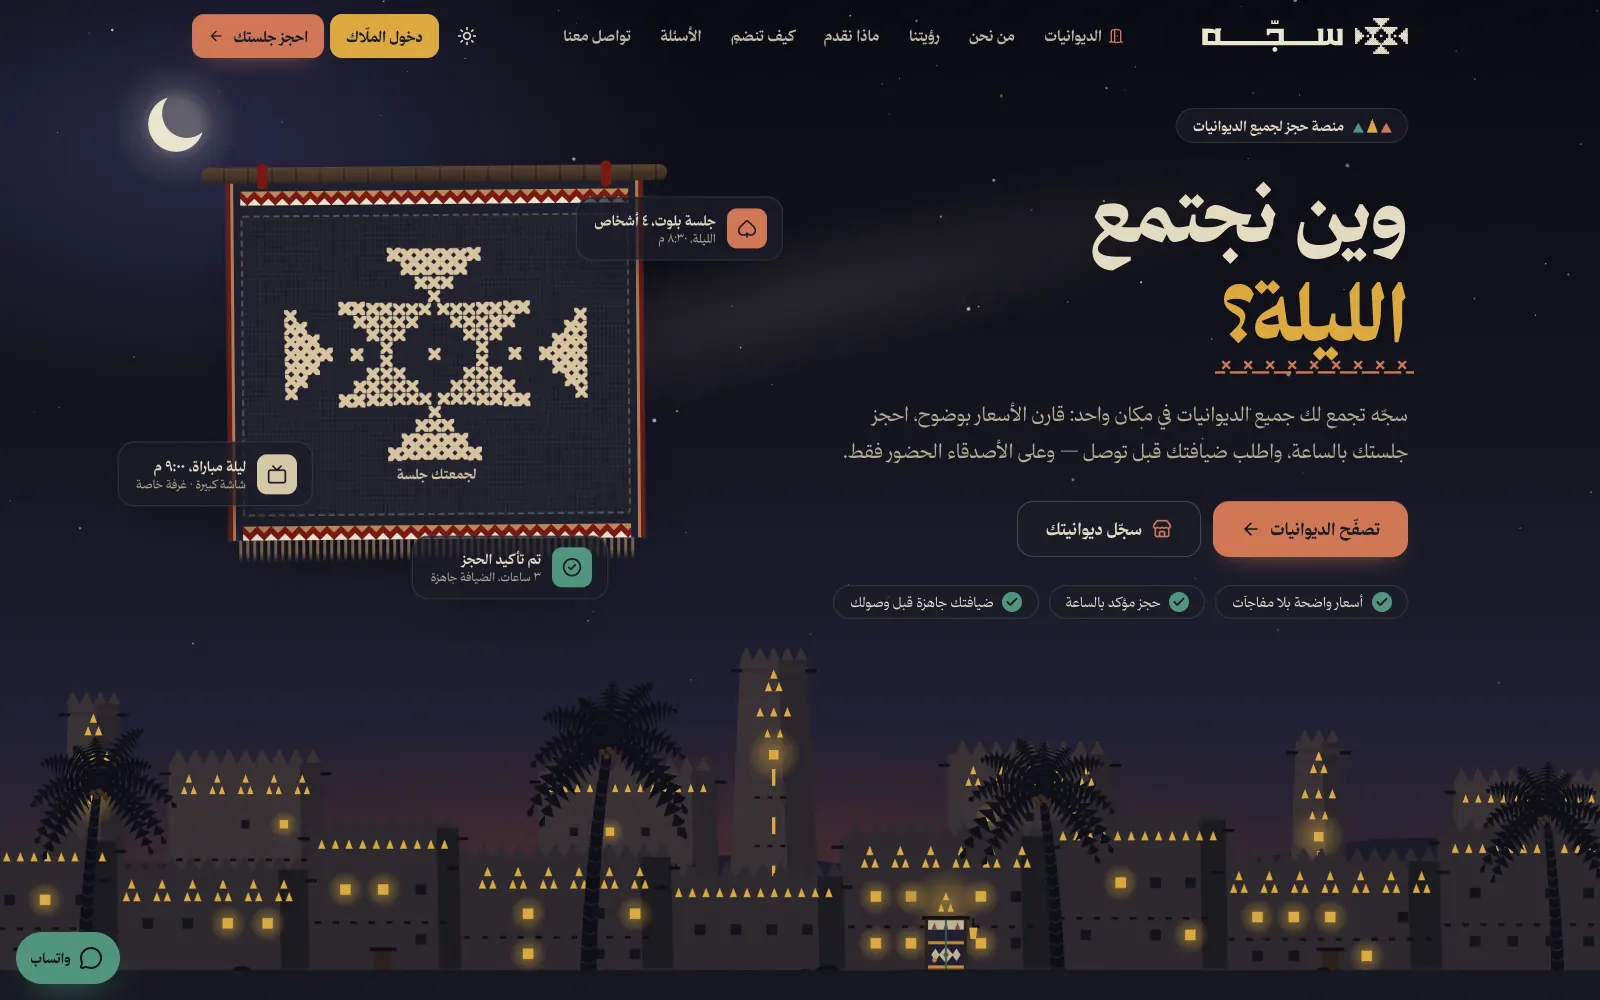 سجّه
الديوانيات
من نحن
رؤيتنا
ماذا نقدم
كيف تنضم
الأسئلة
تواصل معنا
دخول الملّاك
احجز جلستك
منصة حجز لجميع الديوانيات
وين نجتمع
الليلة؟
سجّه تجمع لك جميع الديوانيات في مكان واحد: قارن الأسعار بوضوح، احجز
جلستك بالساعة، واطلب ضيافتك قبل توصل — وعلى الأصدقاء الحضور فقط.
تصفّح الديوانيات
سجّل ديوانيتك
أسعار واضحة بلا مفاجآت
حجز مؤكد بالساعة
ضيافتك جاهزة قبل وصولك
جلسة بلوت، ٤ أشخاص
الليلة، ٨:٣٠ م
لجمعتك جلسة
ليلة مباراة، ٩:٠٠ م
شاشة كبيرة · غرفة خاصة
تم تأكيد الحجز
٣ ساعات، الضيافة جاهزة
واتساب